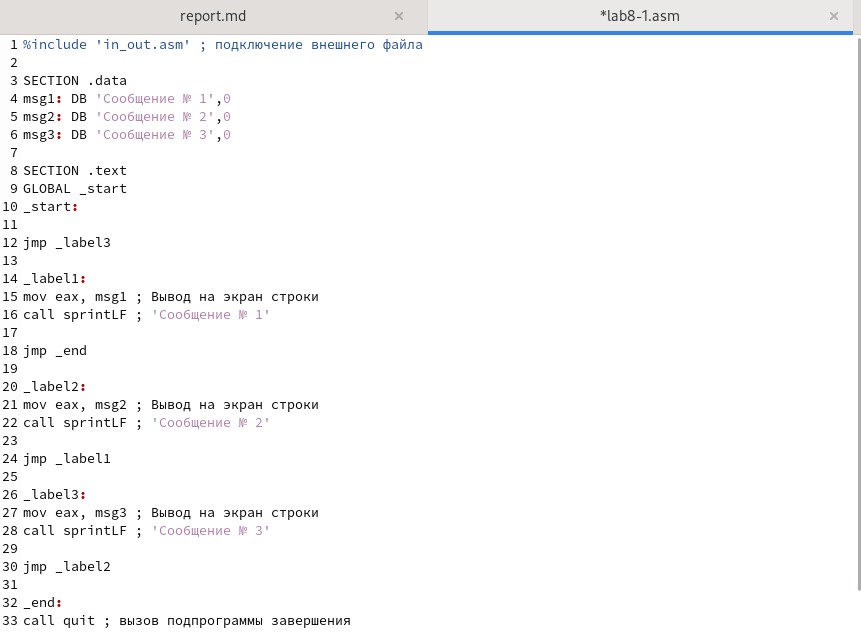 report.md ×
*lab8-1.asm ×
1 %include 'in_out.asm' ; подключение внешнего файла
2
3 SECTION .data
4 msg1: DB 'Сообщение № 1',0
5 msg2: DB 'Сообщение № 2',0
6 msg3: DB 'Сообщение № 3',0
7
8 SECTION .text
9 GLOBAL _start
10 _start:
11
12 jmp _label3
13
14 _label1:
15 mov eax, msg1 ; Вывод на экран строки
16 call sprintLF ; 'Сообщение № 1'
17
18 jmp _end
19
20 _label2:
21 mov eax, msg2 ; Вывод на экран строки
22 call sprintLF ; 'Сообщение № 2'
23
24 jmp _label1
25
26 _label3:
27 mov eax, msg3 ; Вывод на экран строки
28 call sprintLF ; 'Сообщение № 3'
29
30 jmp _label2
31
32 _end:
33 call quit ; вызов подпрограммы завершения